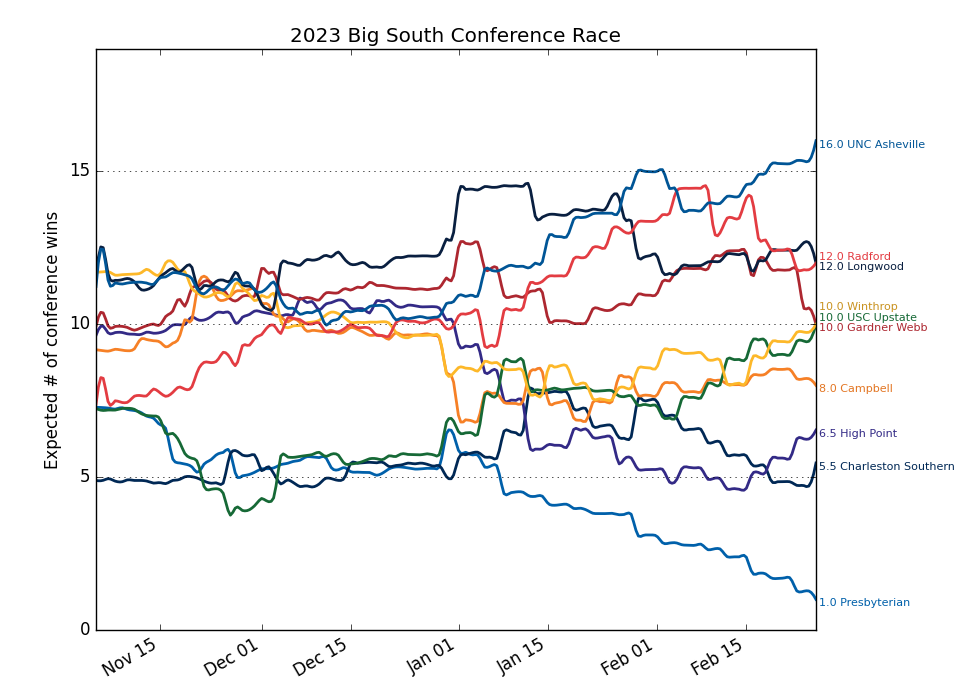 2023 Big South Conference Race
Expected # of conference wins
15
10
5
0
Nov 15
Dec 01
Dec 15
Jan 01
Jan 15
Feb 01
Feb 15
16.0 UNC Asheville
12.0 Radford
12.0 Longwood
10.0 Winthrop
10.0 USC Upstate
10.0 Gardner Webb
8.0 Campbell
6.5 High Point
5.5 Charleston Southern
1.0 Presbyterian